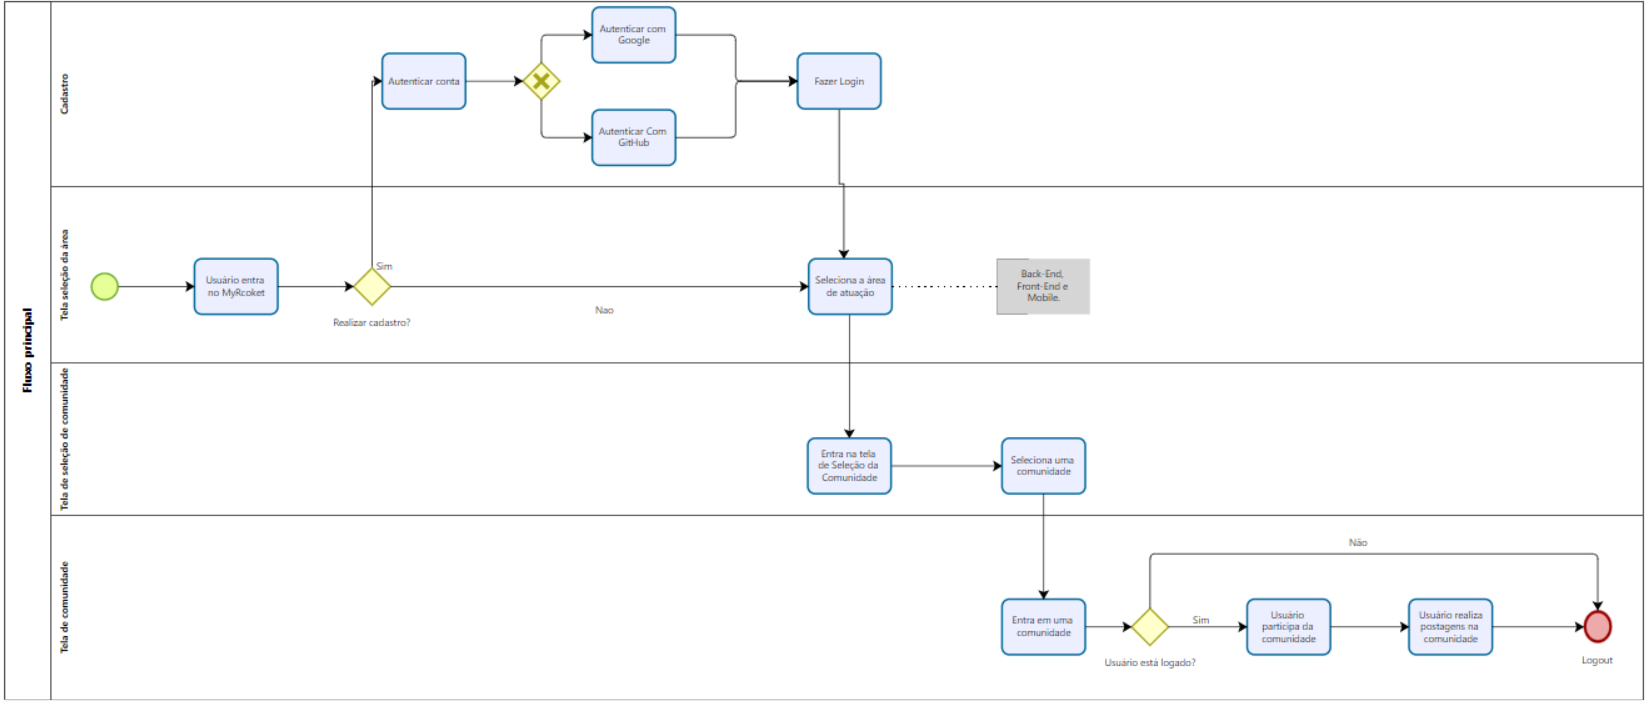 Fluxo principal
Cadastro
Autenticar conta
Autenticar com
Google
Autenticar Com
GitHub
Fazer Login
Tela seleção da área
Usuário entra
no MyRcoket
Sim
Realizar cadastro?
Nao
Seleciona a área
de atuação
Back-End,
Front-End e
Mobile.
Tela de seleção de comunidade
Entra na tela
de Seleção da
Comunidade
Seleciona uma
comunidade
Tela de comunidade
Entra em uma
comunidade
Usuário está logado?
Não
Sim
Usuário
participa da
comunidade
Usuário realiza
postagens na
comunidade
Logout